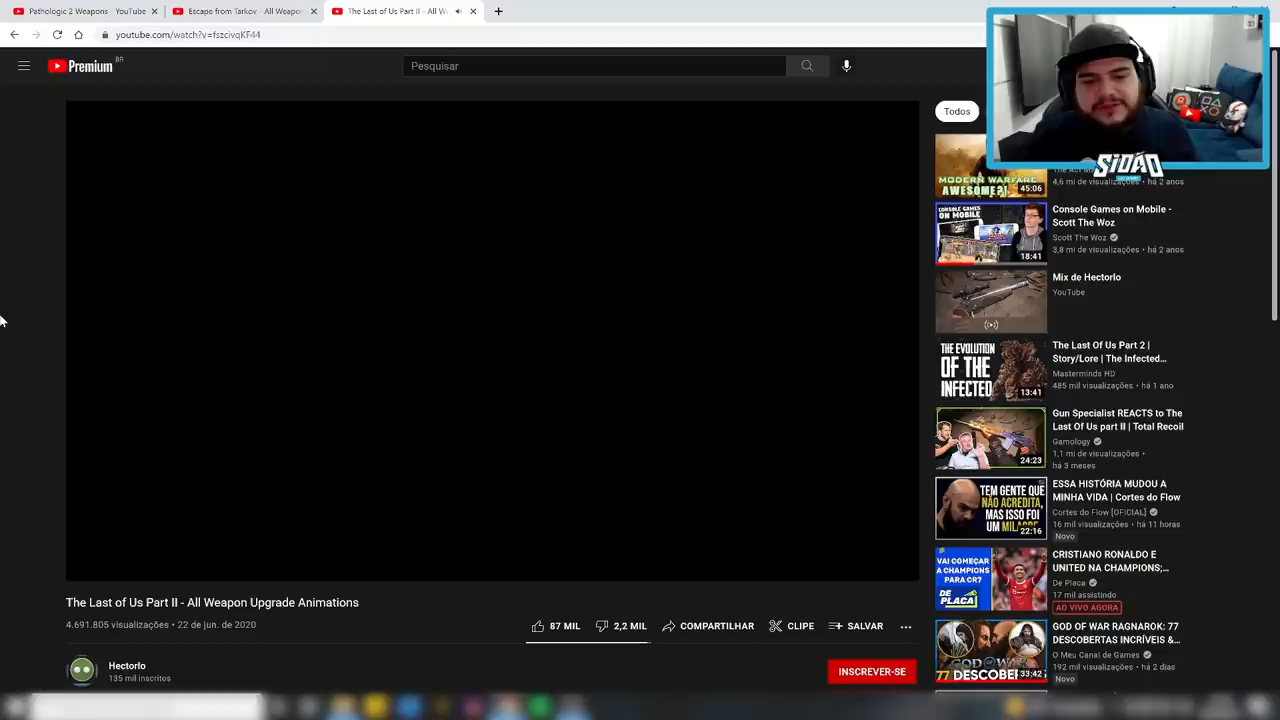 Pathologic 2 Weapons - YouTube
Escape from Tarkov - All Weapon
The Last of Us Part II - All We
youtube.com/watch?v=fszcivqKF44
Premium BR
Pesquisar
Todos
SIDÃO
MODERN WARFARE
AWESOME?!
45:06
4,6 mi de visualizações • há 2 anos
CONSOLE GAMES
ON MOBILE
18:41
Console Games on Mobile -
Scott The Woz
Scott The Woz
3,8 mi de visualizações • há 2 anos
Mix de Hectorlo
YouTube
THE EVOLUTION
OF THE
INFECTED
13:41
The Last Of Us Part 2 |
Story/Lore | The Infected...
Masterminds HD
485 mil visualizações • há 1 ano
24:23
Gun Specialist REACTS to The
Last Of Us part II | Total Recoil
Gamology
1,1 mi de visualizações •
há 3 meses
TEM GENTE QUE
NÃO ACREDITA,
MAS ISSO FOI
UM MILAGRE
22:16
ESSA HISTÓRIA MUDOU A
MINHA VIDA | Cortes do Flow
Cortes do Flow [OFICIAL]
16 mil visualizações • há 11 horas
Novo
VAI COMEÇAR
A CHAMPIONS
PARA CR7
DE PLACA
CRISTIANO RONALDO E
UNITED NA CHAMPIONS;...
De Placa
17 mil assistindo
AO VIVO AGORA
GOD OF WAR
77 DESCOBER
33:42
GOD OF WAR RAGNAROK: 77
DESCOBERTAS INCRÍVEIS &...
O Meu Canal de Games
192 mil visualizações • há 2 dias
Novo
The Last of Us Part II - All Weapon Upgrade Animations
4.691.805 visualizações • 22 de jun. de 2020
87 MIL
2,2 MIL
COMPARTILHAR
CLIPE
SALVAR
Hectorlo
135 mil inscritos
INSCREVER-SE